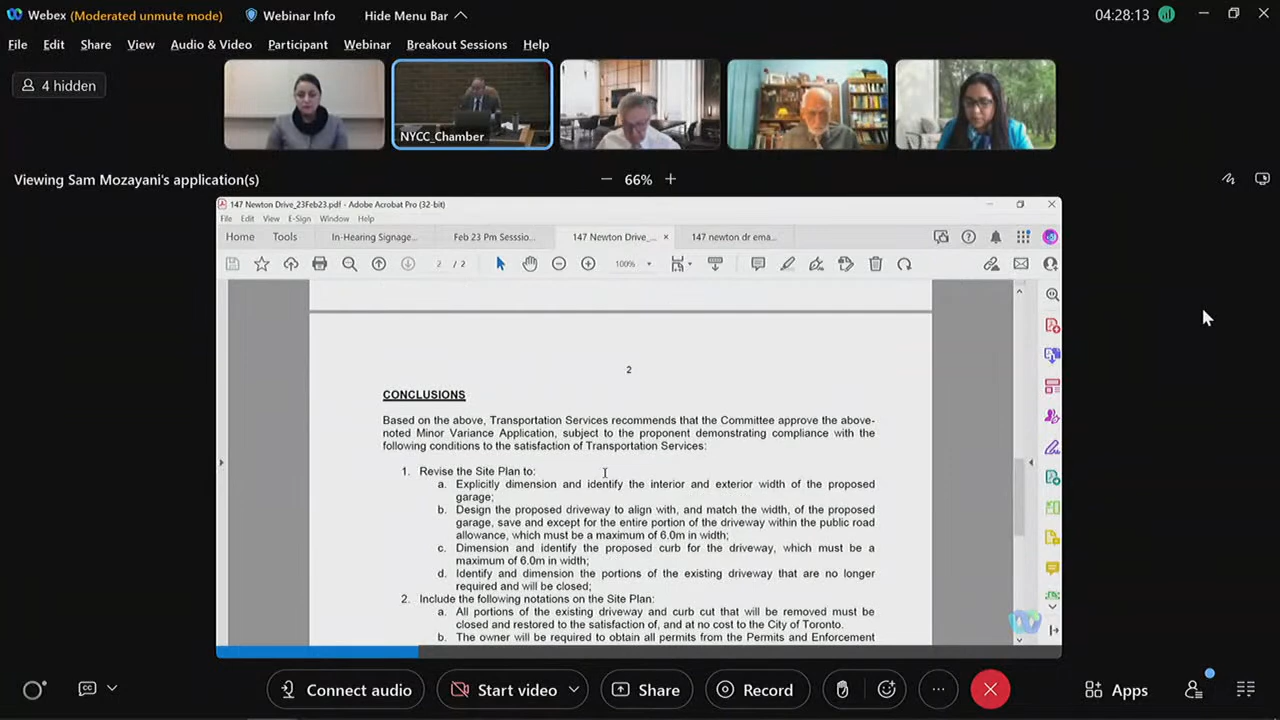 Webex (Moderated unmute mode) Webinar Info Hide Menu Bar 04:28:13
File Edit Share View Audio & Video Participant Webinar Breakout Sessions Help
4 hidden
NYCC_Chamber
Viewing Sam Mozayani's application(s)
66%
147 Newton Drive_23Feb23.pdf - Adobe Acrobat Pro (32-bit)
File Edit View E-Sign Window Help
Home Tools In-Hearing Signage... Feb 23 Pm Sesssio... 147 Newton Drive_... 147 newton dr ema...
2 / 2 100%
2
CONCLUSIONS
Based on the above, Transportation Services recommends that the Committee approve the above-
noted Minor Variance Application, subject to the proponent demonstrating compliance with the
following conditions to the satisfaction of Transportation Services:
1. Revise the Site Plan to:
a. Explicitly dimension and identify the interior and exterior width of the proposed
garage;
b. Design the proposed driveway to align with, and match the width, of the proposed
garage, save and except for the entire portion of the driveway within the public road
allowance, which must be a maximum of 6.0m in width;
c. Dimension and identify the proposed curb for the driveway, which must be a
maximum of 6.0m in width;
d. Identify and dimension the portions of the existing driveway that are no longer
required and will be closed;
2. Include the following notations on the Site Plan:
a. All portions of the existing driveway and curb cut that will be removed must be
closed and restored to the satisfaction of, and at no cost to the City of Toronto.
b. The owner will be required to obtain all permits from the Permits and Enforcement
Connect audio Start video Share Record Apps